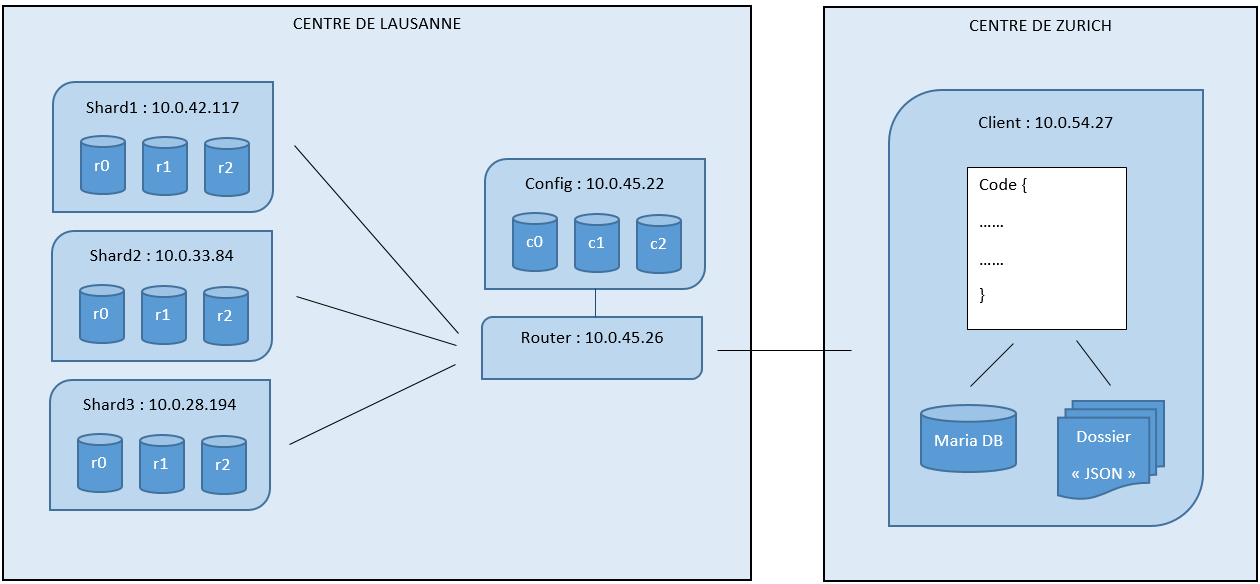 CENTRE DE LAUSANNE
Shard1 : 10.0.42.117
r0 r1 r2
Shard2 : 10.0.33.84
r0 r1 r2
Shard3 : 10.0.28.194
r0 r1 r2
Config : 10.0.45.22
c0 c1 c2
Router : 10.0.45.26
CENTRE DE ZURICH
Client : 10.0.54.27
Code {
......
......
}
Maria DB
Dossier
« JSON »